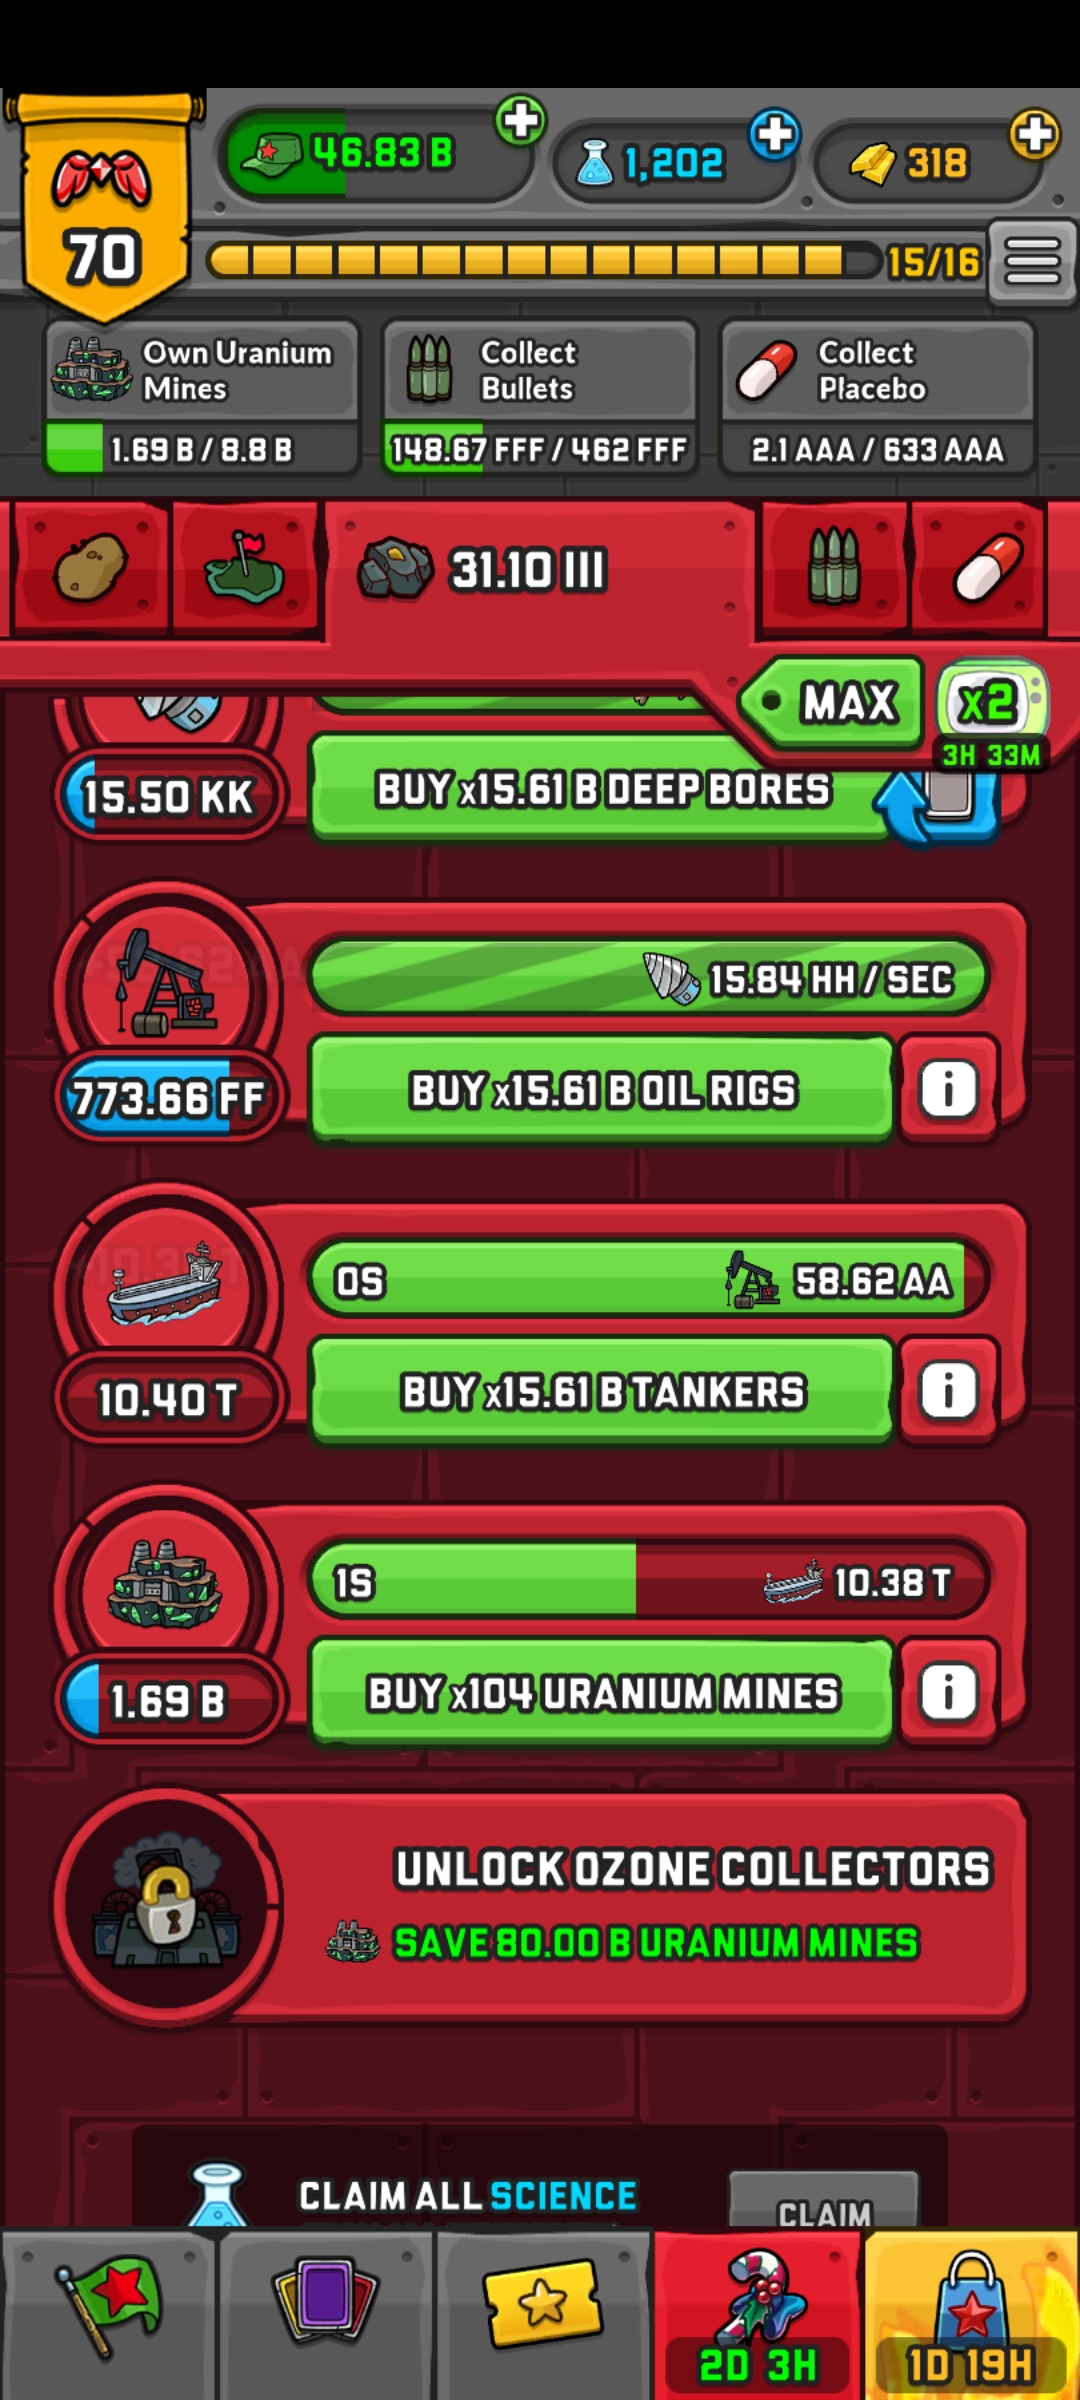 46.83 B
1,202
318
70
15/16
Own Uranium
Mines
1.69 B / 8.8 B
Collect
Bullets
148.67 FFF / 462 FFF
Collect
Placebo
2.1 AAA / 633 AAA
31.10 III
MAX
x2
3H 33M
15.50 KK
BUY x15.61 B DEEP BORES
15.84 HH / SEC
773.66 FF
BUY x15.61 B OIL RIGS
i
0S
58.62 AA
10.40 T
BUY x15.61 B TANKERS
i
1S
10.38 T
1.69 B
BUY x104 URANIUM MINES
i
UNLOCK OZONE COLLECTORS
SAVE 80.00 B URANIUM MINES
CLAIM ALL SCIENCE
CLAIM
2D 3H
1D 19H